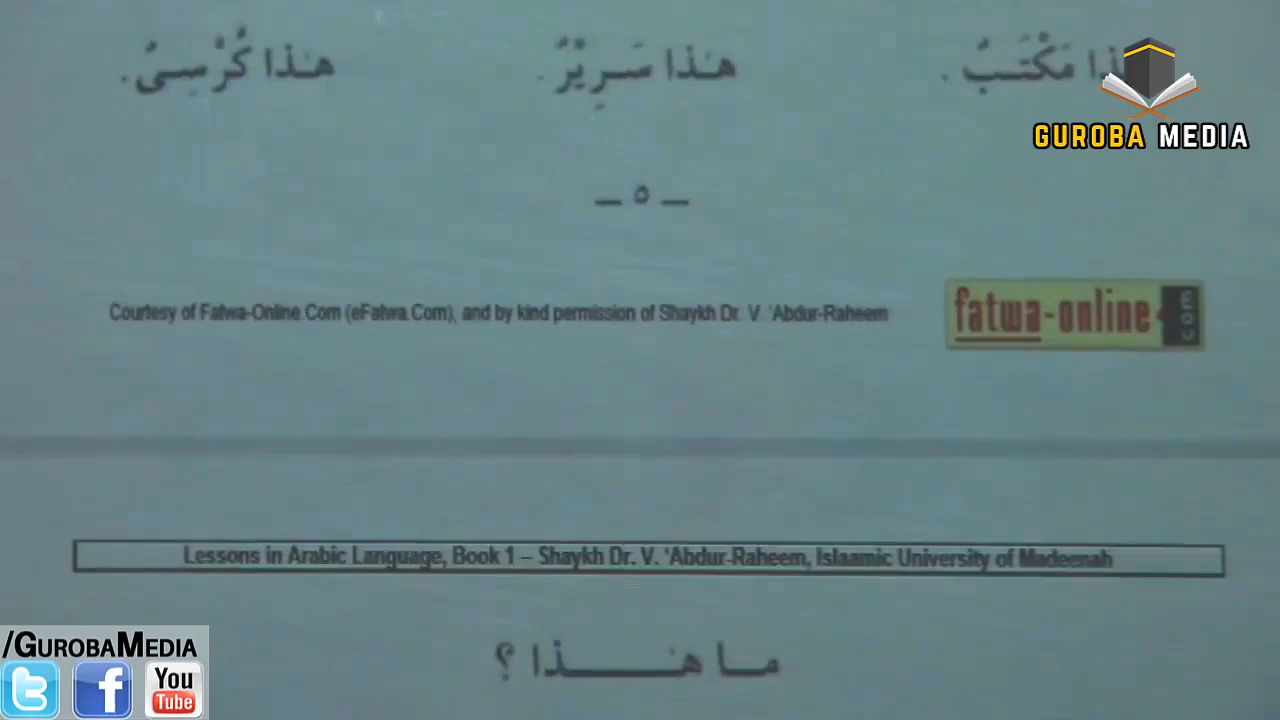 هٰذا مَكْتَبٌ . هٰذا سَرِيْرٌ . هٰذا كُرْسِىٌ .
GUROBA MEDIA
— ٥ —
Courtesy of Fatwa-Online.Com (eFatwa.Com), and by kind permission of Shaykh Dr. V. 'Abdur-Raheem
fatwa-online.com
Lessons in Arabic Language, Book 1 – Shaykh Dr. V. 'Abdur-Raheem, Islaamic University of Madeenah
ما هٰذا ؟
/GUROBAMEDIA
You
Tube